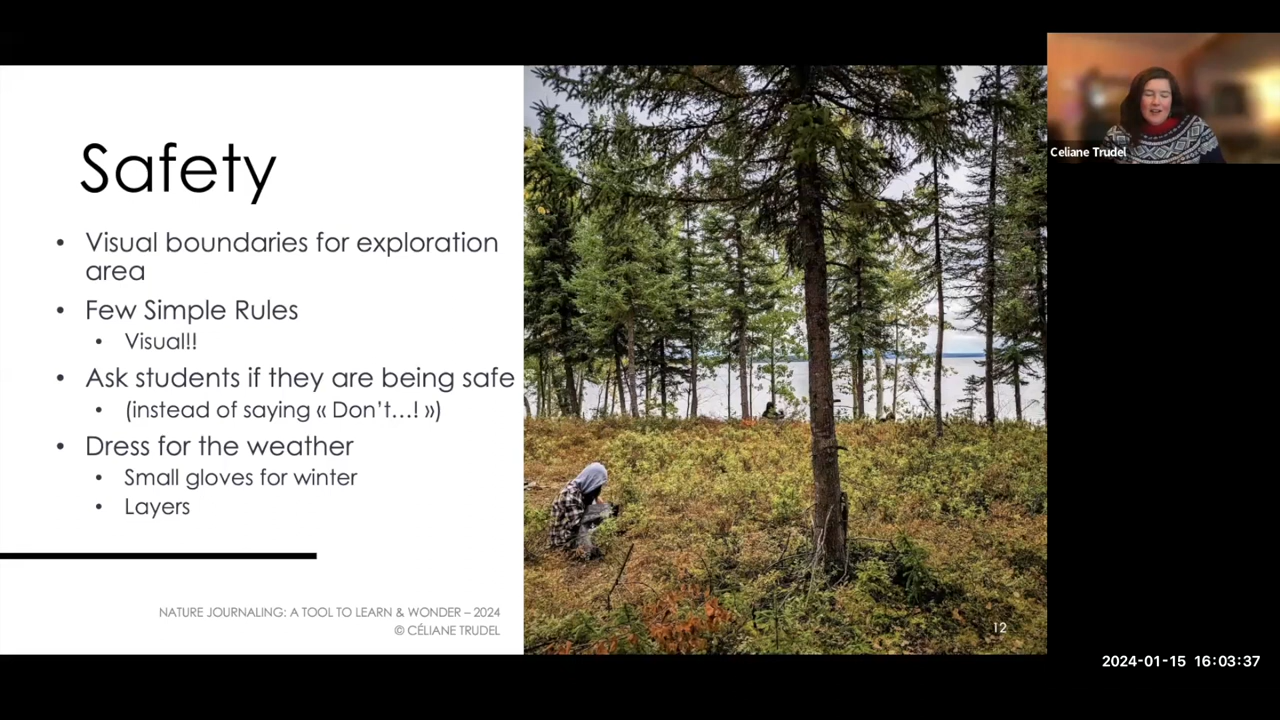 Safety
• Visual boundaries for exploration
area
• Few Simple Rules
• Visual!!
• Ask students if they are being safe
• (instead of saying « Don't...! »)
• Dress for the weather
• Small gloves for winter
• Layers
NATURE JOURNALING: A TOOL TO LEARN & WONDER – 2024
© CÉLIANE TRUDEL
12
Celiane Trudel
2024-01-15 16:03:37